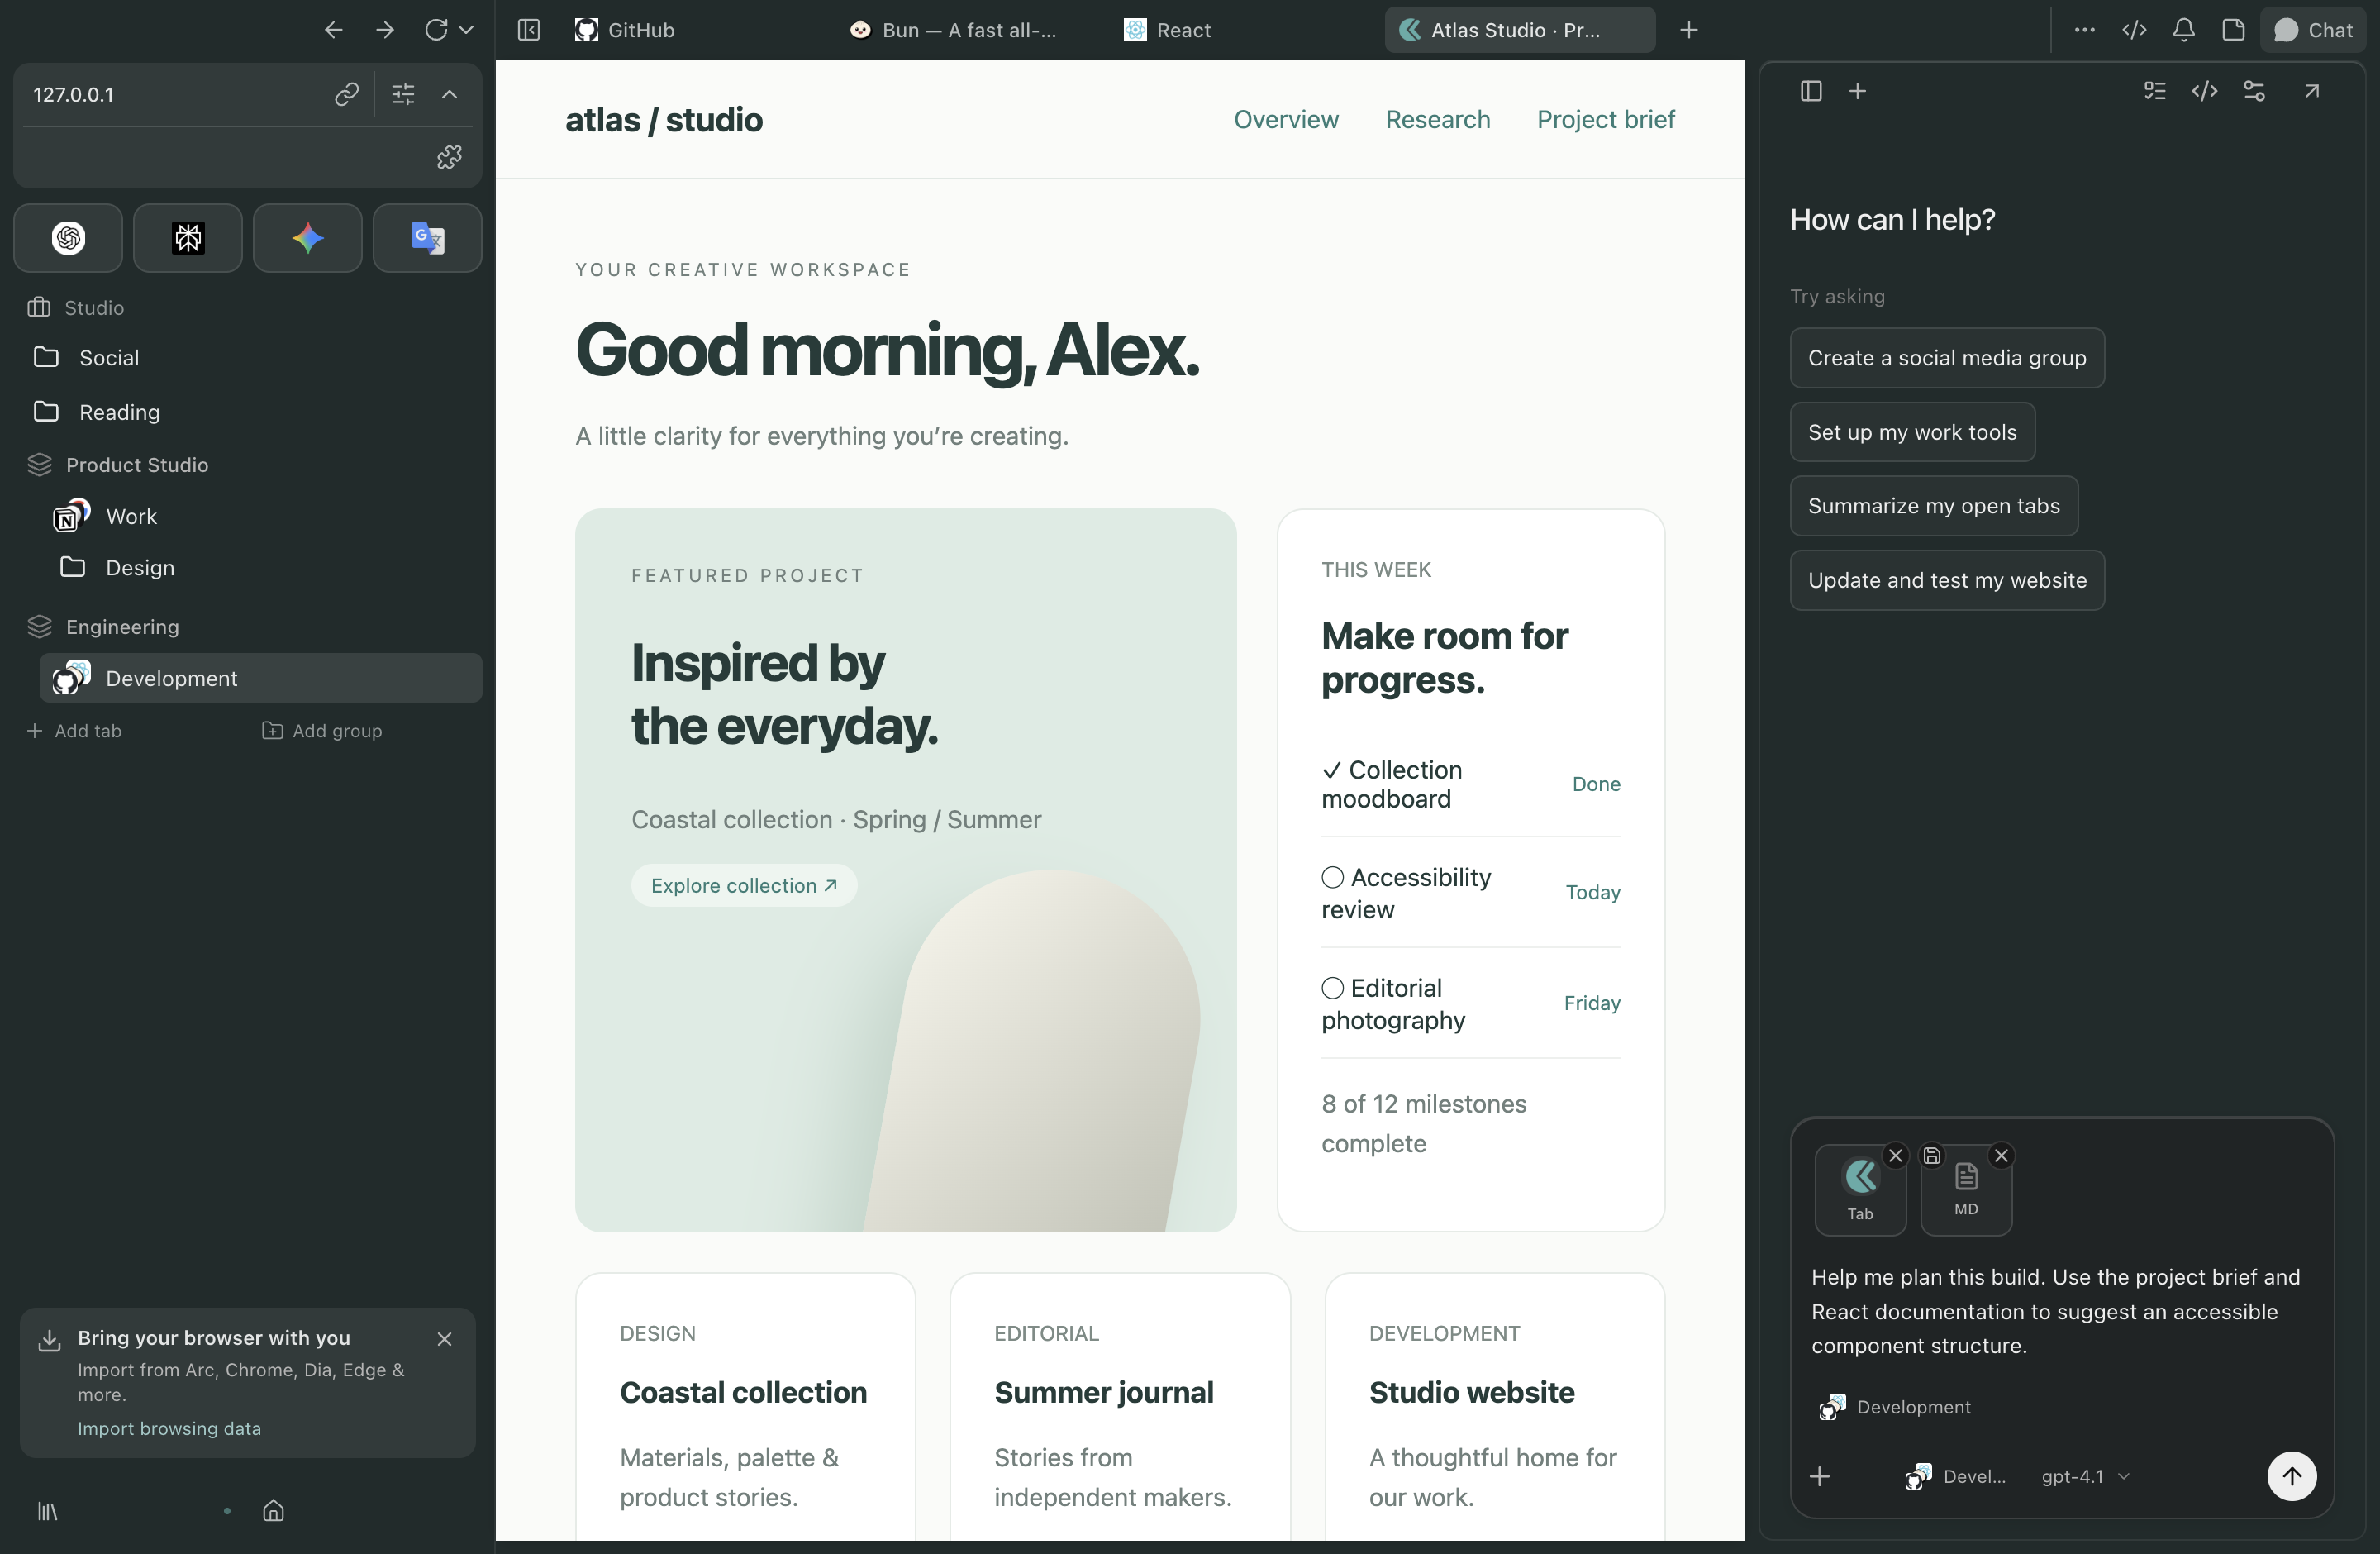 GitHub
Bun — A fast all-...
React
Atlas Studio · Pr...
Chat
127.0.0.1
Studio
Social
Reading
Product Studio
Work
Design
Engineering
Development
Add tab
Add group
Bring your browser with you
Import from Arc, Chrome, Dia, Edge &
more.
Import browsing data
atlas / studio
Overview
Research
Project brief
YOUR CREATIVE WORKSPACE
Good morning, Alex.
A little clarity for everything you’re creating.
FEATURED PROJECT
Inspired by
the everyday.
Coastal collection · Spring / Summer
Explore collection ↗
THIS WEEK
Make room for
progress.
✓ Collection
moodboard
Done
○ Accessibility
review
Today
○ Editorial
photography
Friday
8 of 12 milestones
complete
DESIGN
Coastal collection
Materials, palette &
product stories.
EDITORIAL
Summer journal
Stories from
independent makers.
DEVELOPMENT
Studio website
A thoughtful home for
our work.
How can I help?
Try asking
Create a social media group
Set up my work tools
Summarize my open tabs
Update and test my website
Tab
MD
Help me plan this build. Use the project brief and
React documentation to suggest an accessible
component structure.
Development
Devel...
gpt-4.1